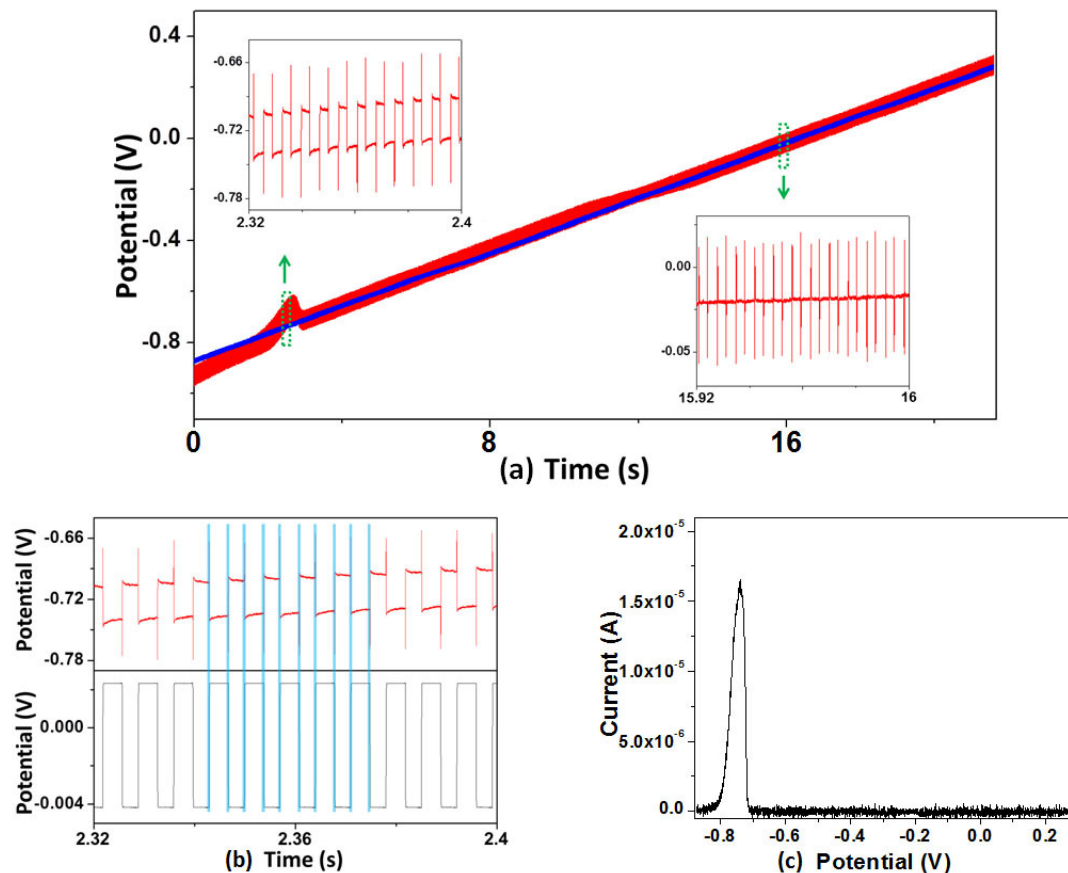 0.4
0.0
-0.4
-0.8
Potential (V)
-0.66
-0.72
-0.78
2.32
2.4
0.00
-0.05
15.92
16
0
8
16
(a) Time (s)
-0.66
-0.72
-0.78
Potential (V)
0.000
-0.004
Potential (V)
2.32
2.36
2.4
(b) Time (s)
2.0x10-5
1.5x10-5
1.0x10-5
5.0x10-6
0.0
Current (A)
-0.8
-0.6
-0.4
-0.2
0.0
0.2
(c) Potential (V)